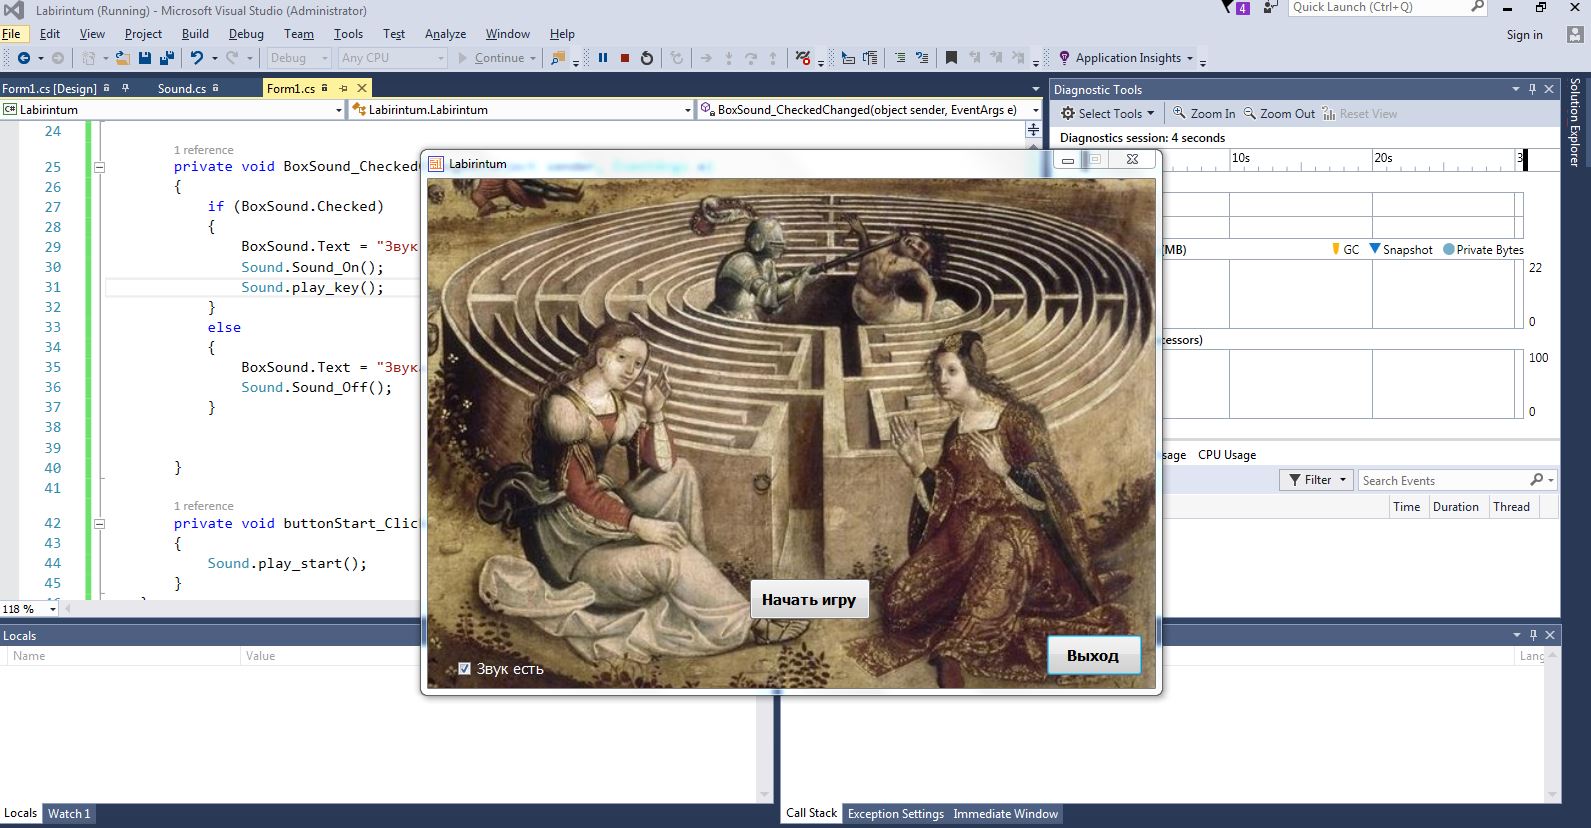 Labirintum (Running) - Microsoft Visual Studio (Administrator)
4
Quick Launch (Ctrl+Q)
File Edit View Project Build Debug Team Tools Test Analyze Window Help
Sign in
Debug Any CPU Continue Application Insights
Form1.cs [Design] Sound.cs Form1.cs
Labirintum Labirintum.Labirintum BoxSound_CheckedChanged(object sender, EventArgs e)
24
1 reference
25 private void BoxSound_Checked
26 {
27 if (BoxSound.Checked)
28 {
29 BoxSound.Text = "Звук
30 Sound.Sound_On();
31 Sound.play_key();
32 }
33 else
34 {
35 BoxSound.Text = "Звук
36 Sound.Sound_Off();
37 }
38
39
40 }
41
1 reference
42 private void buttonStart_Clic
43 {
44 Sound.play_start();
45 }
118 %
Labirintum
Начать игру
Выход
Звук есть
Diagnostic Tools
Select Tools Zoom In Zoom Out Reset View
Diagnostics session: 4 seconds
10s 20s 3
(MB) GC Snapshot Private Bytes
22
0
cessors)
100
0
sage CPU Usage
Filter Search Events
Time Duration Thread
Solution Explorer
Locals
Name Value
Lang
Locals Watch 1
Call Stack Exception Settings Immediate Window